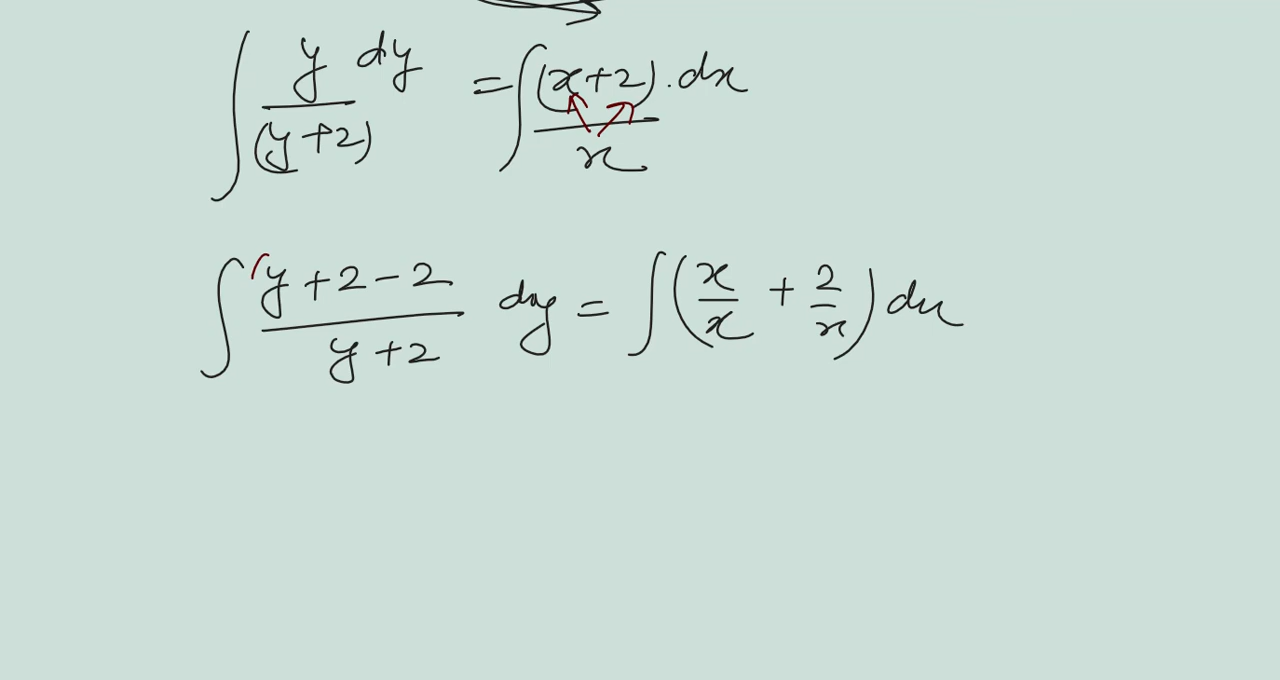 ∫ y dy / (y+2) = ∫ (x+2) . dx / x
∫ (y+2-2 / y+2 dy = ∫ (x/x + 2/x) dx